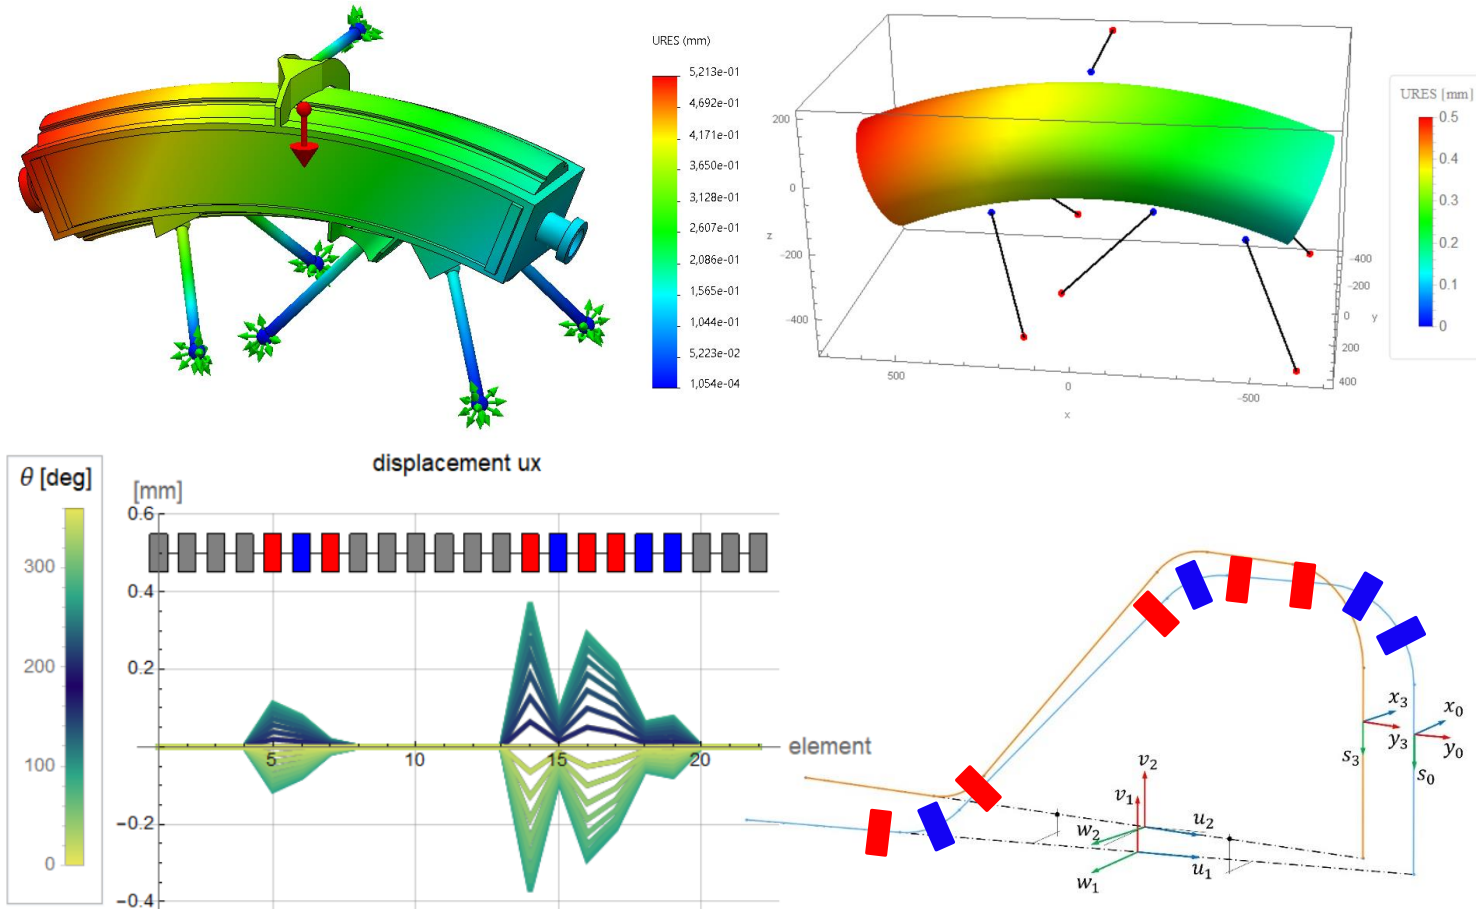 URES (mm)
5,213e-01
4,692e-01
4,171e-01
3,650e-01
3,128e-01
2,607e-01
2,086e-01
1,565e-01
1,044e-01
5,223e-02
1,054e-04
200
0
-200
-400
z
500
0
-500
x
-400
-200
0
200
400
y
URES [mm]
0.5
0.4
0.3
0.2
0.1
0
θ [deg]
300
200
100
0
displacement ux
[mm]
0.6
0.4
0.2
-0.2
-0.4
5
10
15
20
element
x₃
y₃
s₃
x₀
y₀
s₀
v₂
v₁
u₂
w₂
u₁
w₁